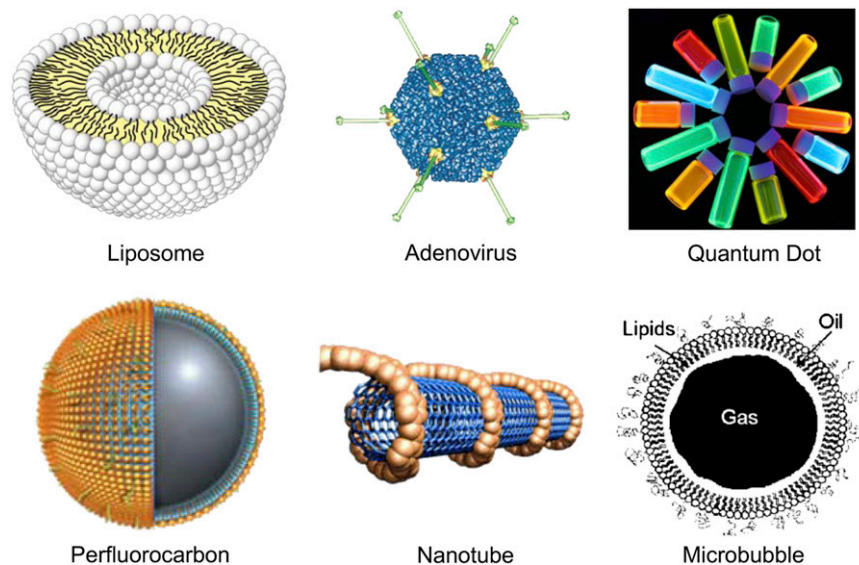 Liposome
Adenovirus
Quantum Dot
Lipids
Oil
Gas
Perfluorocarbon
Nanotube
Microbubble